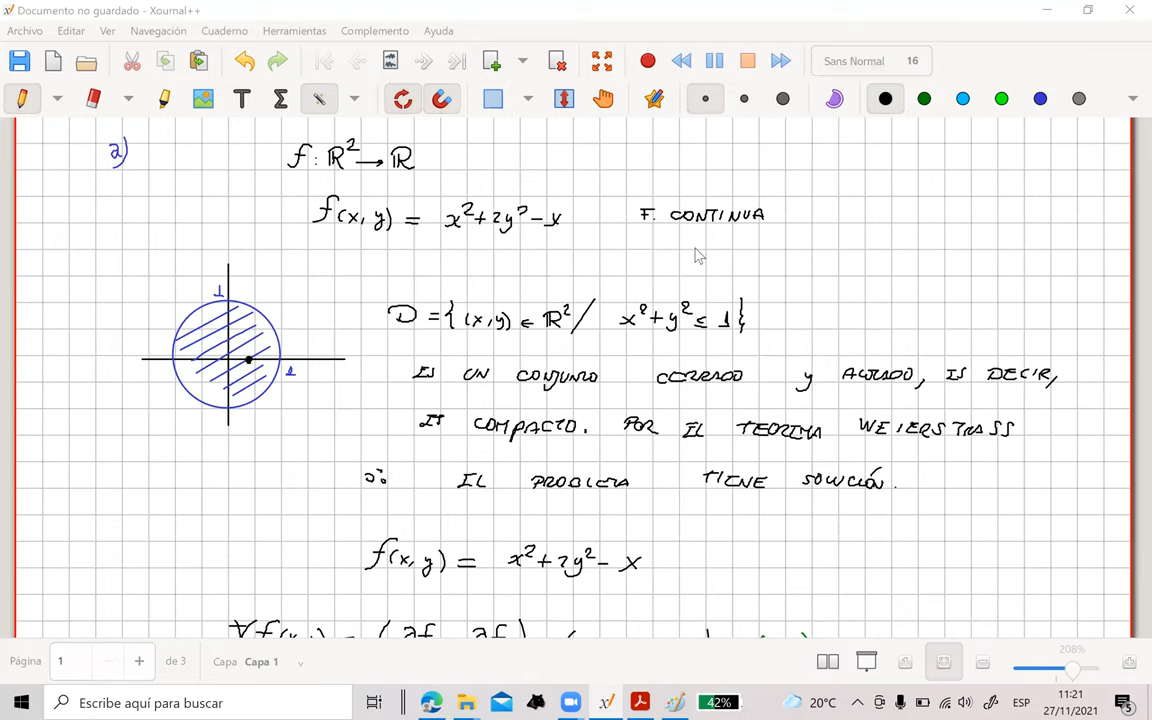 Documento no guardado - Xournal++
Archivo Editar Ver Navegación Cuaderno Herramientas Complemento Ayuda
Sans Normal 16
2) f: ℝ² → ℝ
f(x, y) = x² + 2y² - x F. CONTINUA
1
D = {(x,y) ∈ ℝ² / x² + y² ≤ 1}
1
ES UN CONJUNTO CERRADO y ACOTADO, ES DECIR,
ES COMPACTO. POR EL TEOREMA WEIERSTRASS
EL PROBLEMA TIENE SOLUCIÓN.
f(x, y) = x² + 2y² - x
∇f(x, y) = (∂f ∂f) = (
208%
Página 1 de 3 Capa Capa 1
Escribe aquí para buscar 42% 20°C ESP 11:21
27/11/2021 5